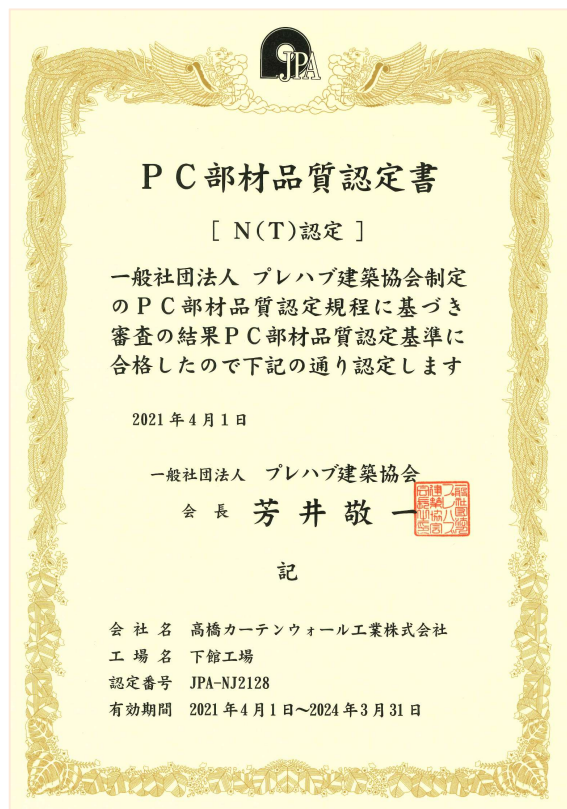 JPA
PC部材品質認定書
[ N(T)認定 ]
一般社団法人 プレハブ建築協会制定
のPC部材品質認定規程に基づき
審査の結果PC部材品質認定基準に
合格したので下記の通り認定します
2021年4月1日
一般社団法人 プレハブ建築協会
会長 芳井敬一
記
会社名 高橋カーテンウォール工業株式会社
工場名 下館工場
認定番号 JPA-NJ2128
有効期間 2021年4月1日~2024年3月31日